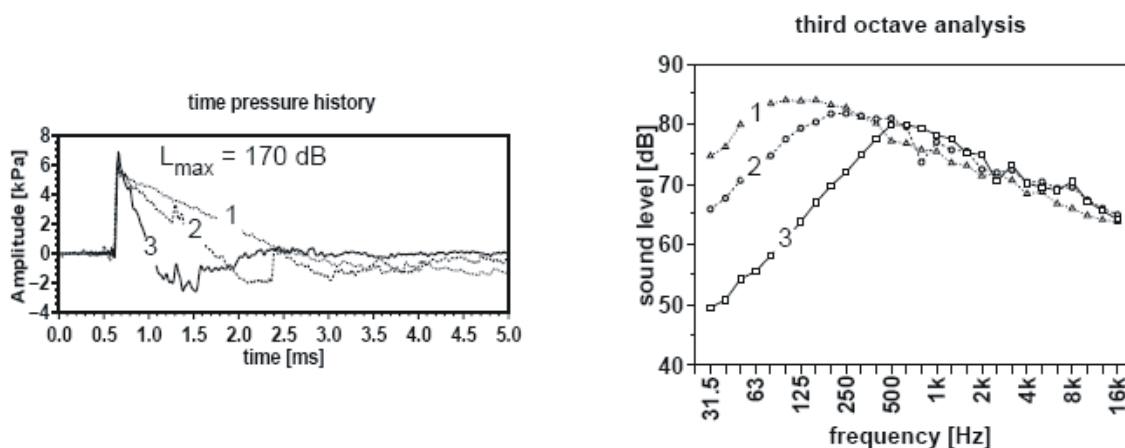 time pressure history
Amplitude [kPa]
8
6
4
2
0
−2
−4
L_max = 170 dB
1
2
3
0.0 0.5 1.0 1.5 2.0 2.5 3.0 3.5 4.0 4.5 5.0
time [ms]
third octave analysis
sound level [dB]
90
80
70
60
50
40
1
2
3
31.5 63 125 250 500 1k 2k 4k 8k 16k
frequency [Hz]